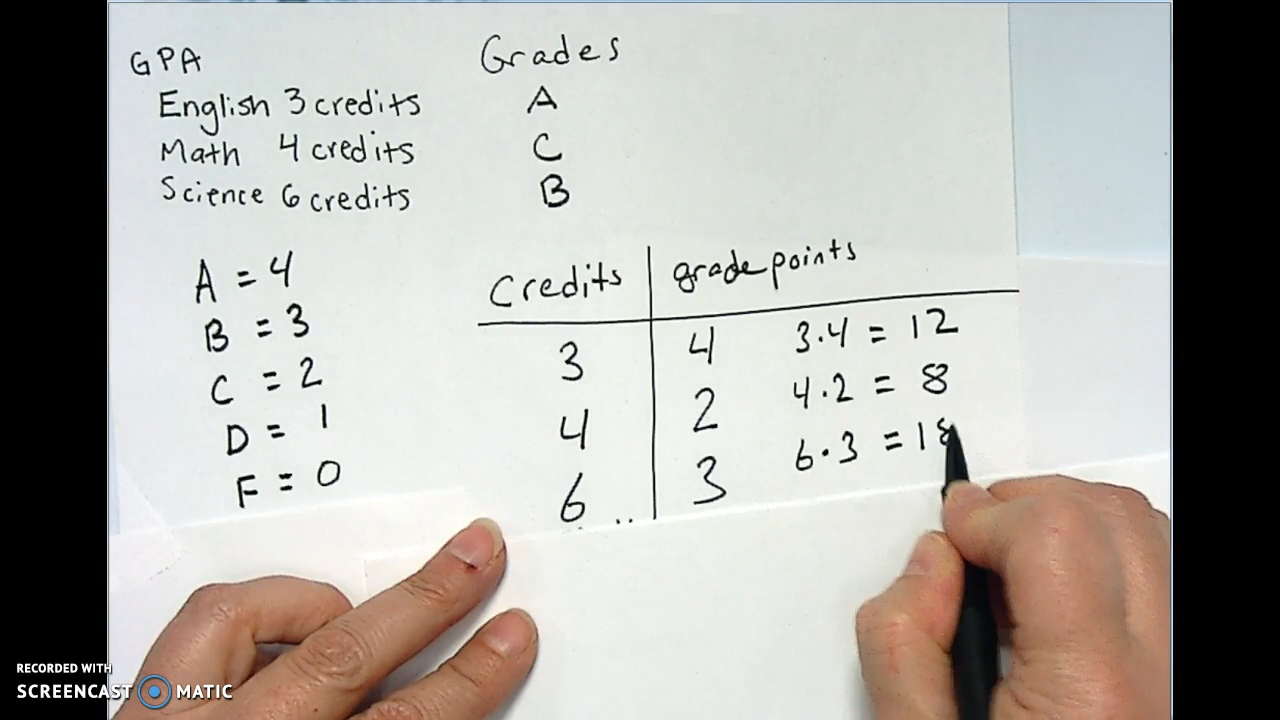 GPA
Grades
English 3 credits A
Math 4 credits C
Science 6 credits B
A = 4
B = 3
C = 2
D = 1
F = 0
Credits grade points
3 4 3·4 = 12
4 2 4·2 = 8
6 3 6·3 = 18
RECORDED WITH
SCREENCAST MATIC